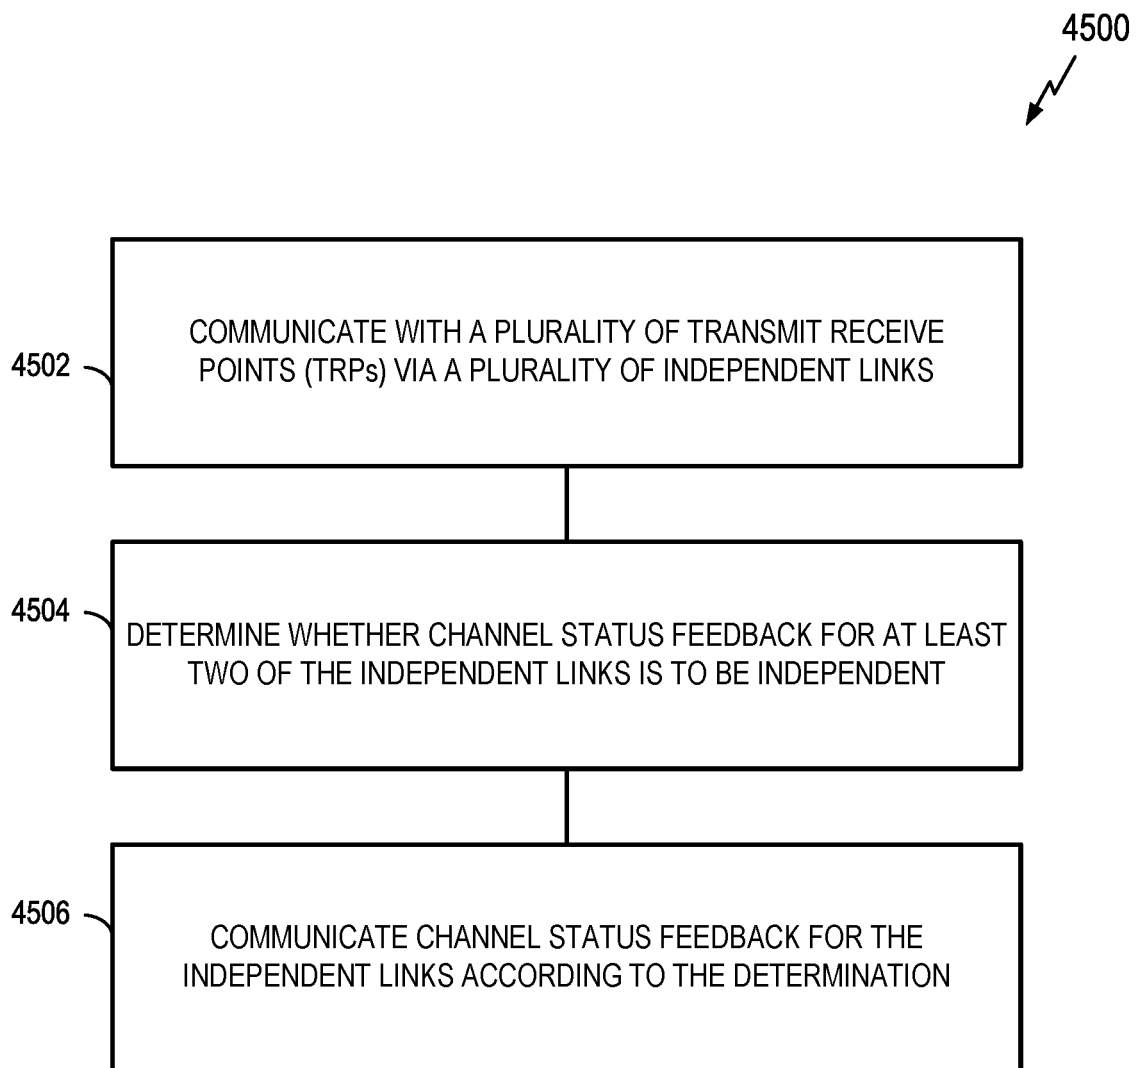 4500
4502
COMMUNICATE WITH A PLURALITY OF TRANSMIT RECEIVE
POINTS (TRPs) VIA A PLURALITY OF INDEPENDENT LINKS
4504
DETERMINE WHETHER CHANNEL STATUS FEEDBACK FOR AT LEAST
TWO OF THE INDEPENDENT LINKS IS TO BE INDEPENDENT
4506
COMMUNICATE CHANNEL STATUS FEEDBACK FOR THE
INDEPENDENT LINKS ACCORDING TO THE DETERMINATION